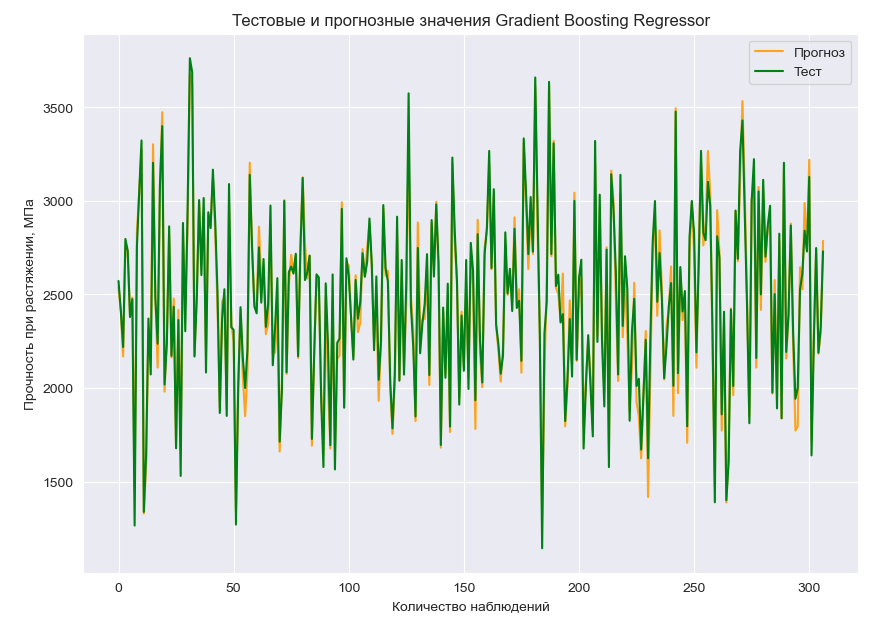 Тестовые и прогнозные значения Gradient Boosting Regressor
Прогноз
Тест
Прочность при растяжении, МПа
3500
3000
2500
2000
1500
0 50 100 150 200 250 300
Количество наблюдений